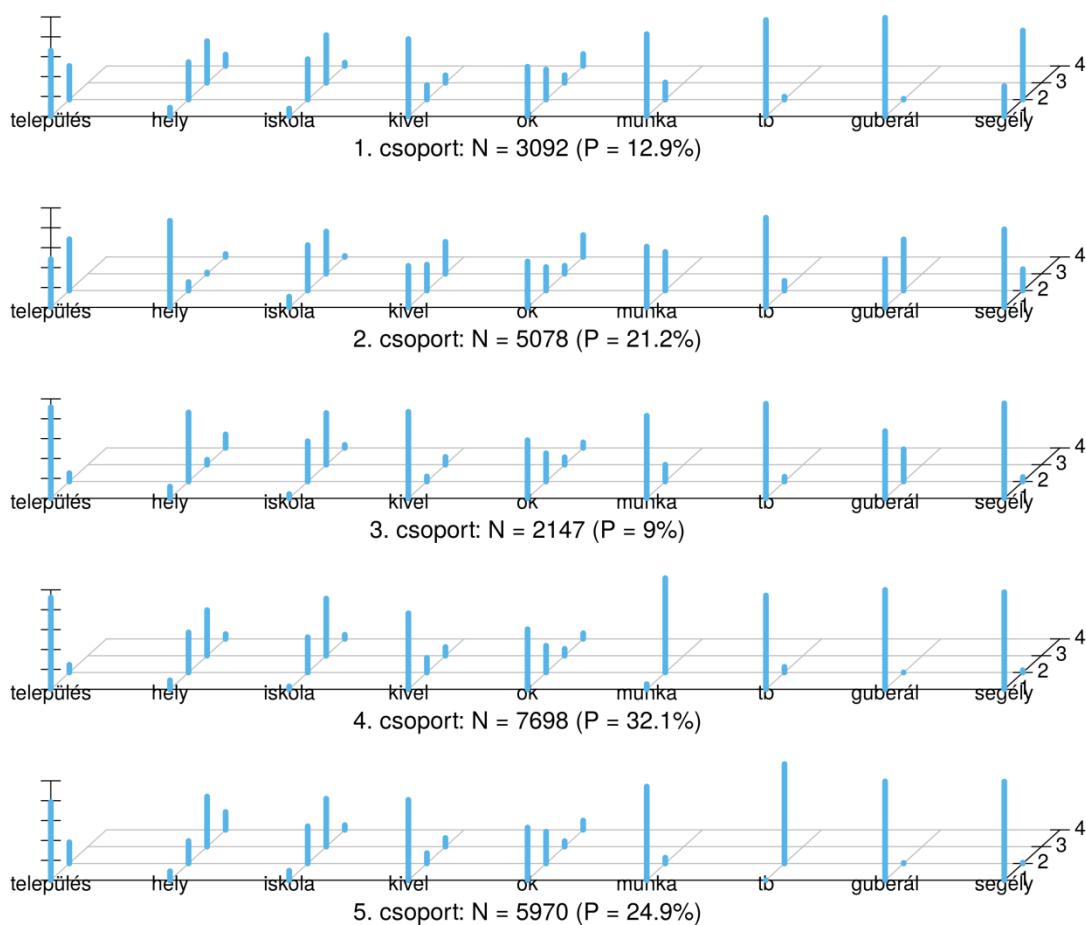 4
3
2
1
település hely iskola kivel ok munka tb guberál segély
1. csoport: N = 3092 (P = 12.9%)
4
3
2
1
település hely iskola kivel ok munka tb guberál segély
2. csoport: N = 5078 (P = 21.2%)
4
3
2
1
település hely iskola kivel ok munka tb guberál segély
3. csoport: N = 2147 (P = 9%)
4
3
2
1
település hely iskola kivel ok munka tb guberál segély
4. csoport: N = 7698 (P = 32.1%)
4
3
2
1
település hely iskola kivel ok munka tb guberál segély
5. csoport: N = 5970 (P = 24.9%)